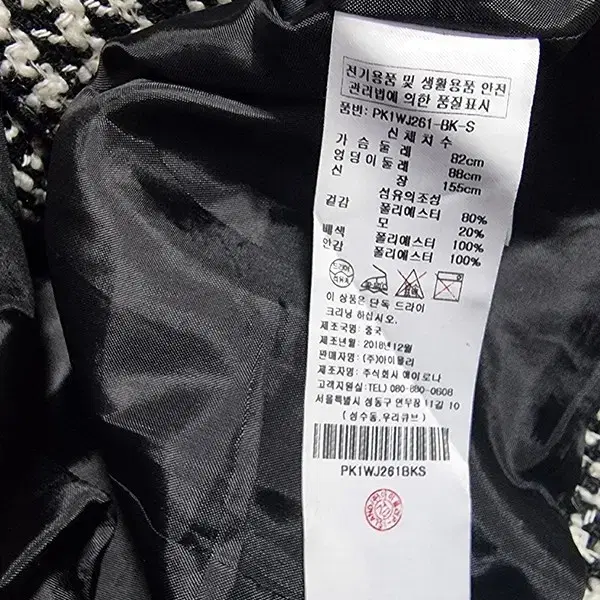 전기용품 및 생활용품 안전
관리법에 의한 품질표시
품번: PK1WJ261-BK-S
신체치수
가슴둘레 82cm
엉덩이둘레 88cm
신장 155cm
섬유의조성
겉감 폴리에스터 80%
모 20%
배색 폴리에스터 100%
안감 폴리에스터 100%
드라이
이 상품은 단독 드라이
크리닝 하십시오.
제조국명: 중국
제조년월: 2018년12월
판매자명: (주)아이올리
제조자명: 주식회사 에이로나
고객지원실:TEL) 080-880-0608
서울특별시 성동구 연무장11길 10
(성수동,우리큐브)
PK1WJ261BKS